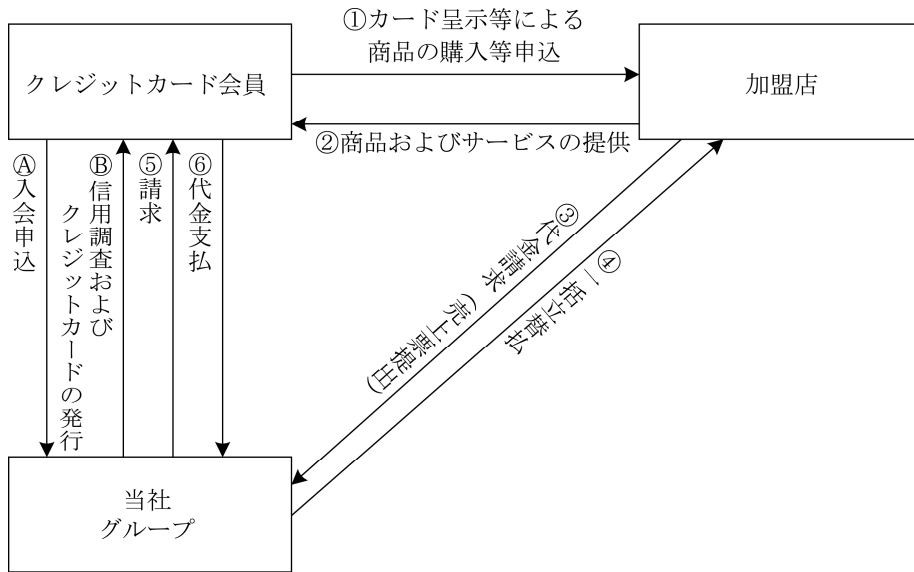 ①カード呈示等による
商品の購入等申込
クレジットカード会員
加盟店
②商品およびサービスの提供
Ⓐ入会申込
Ⓑ信用調査および
クレジットカードの発行
⑤請求
⑥代金支払
③代金請求
(売上票提出)
④一括立替払
当社
グループ